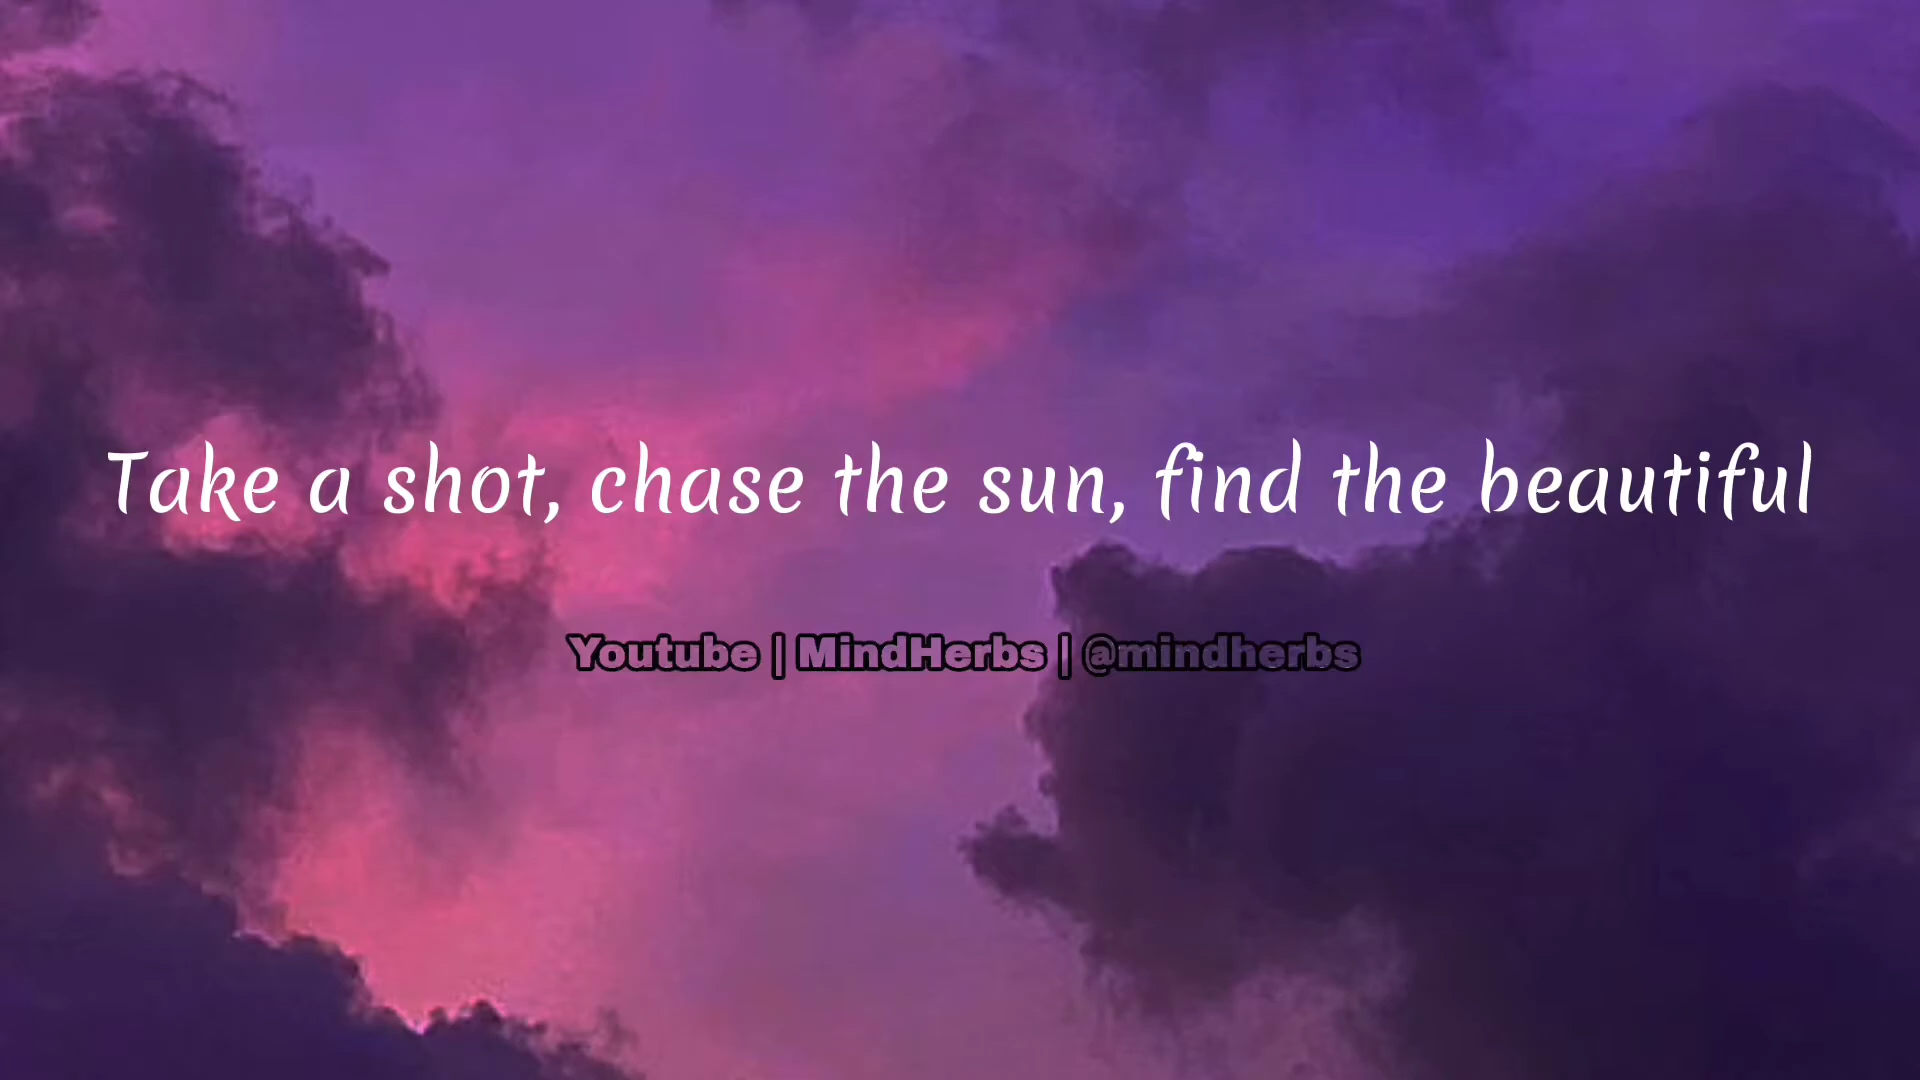 Take a shot, chase the sun, find the beautiful
Youtube | MindHerbs | @mindherbs